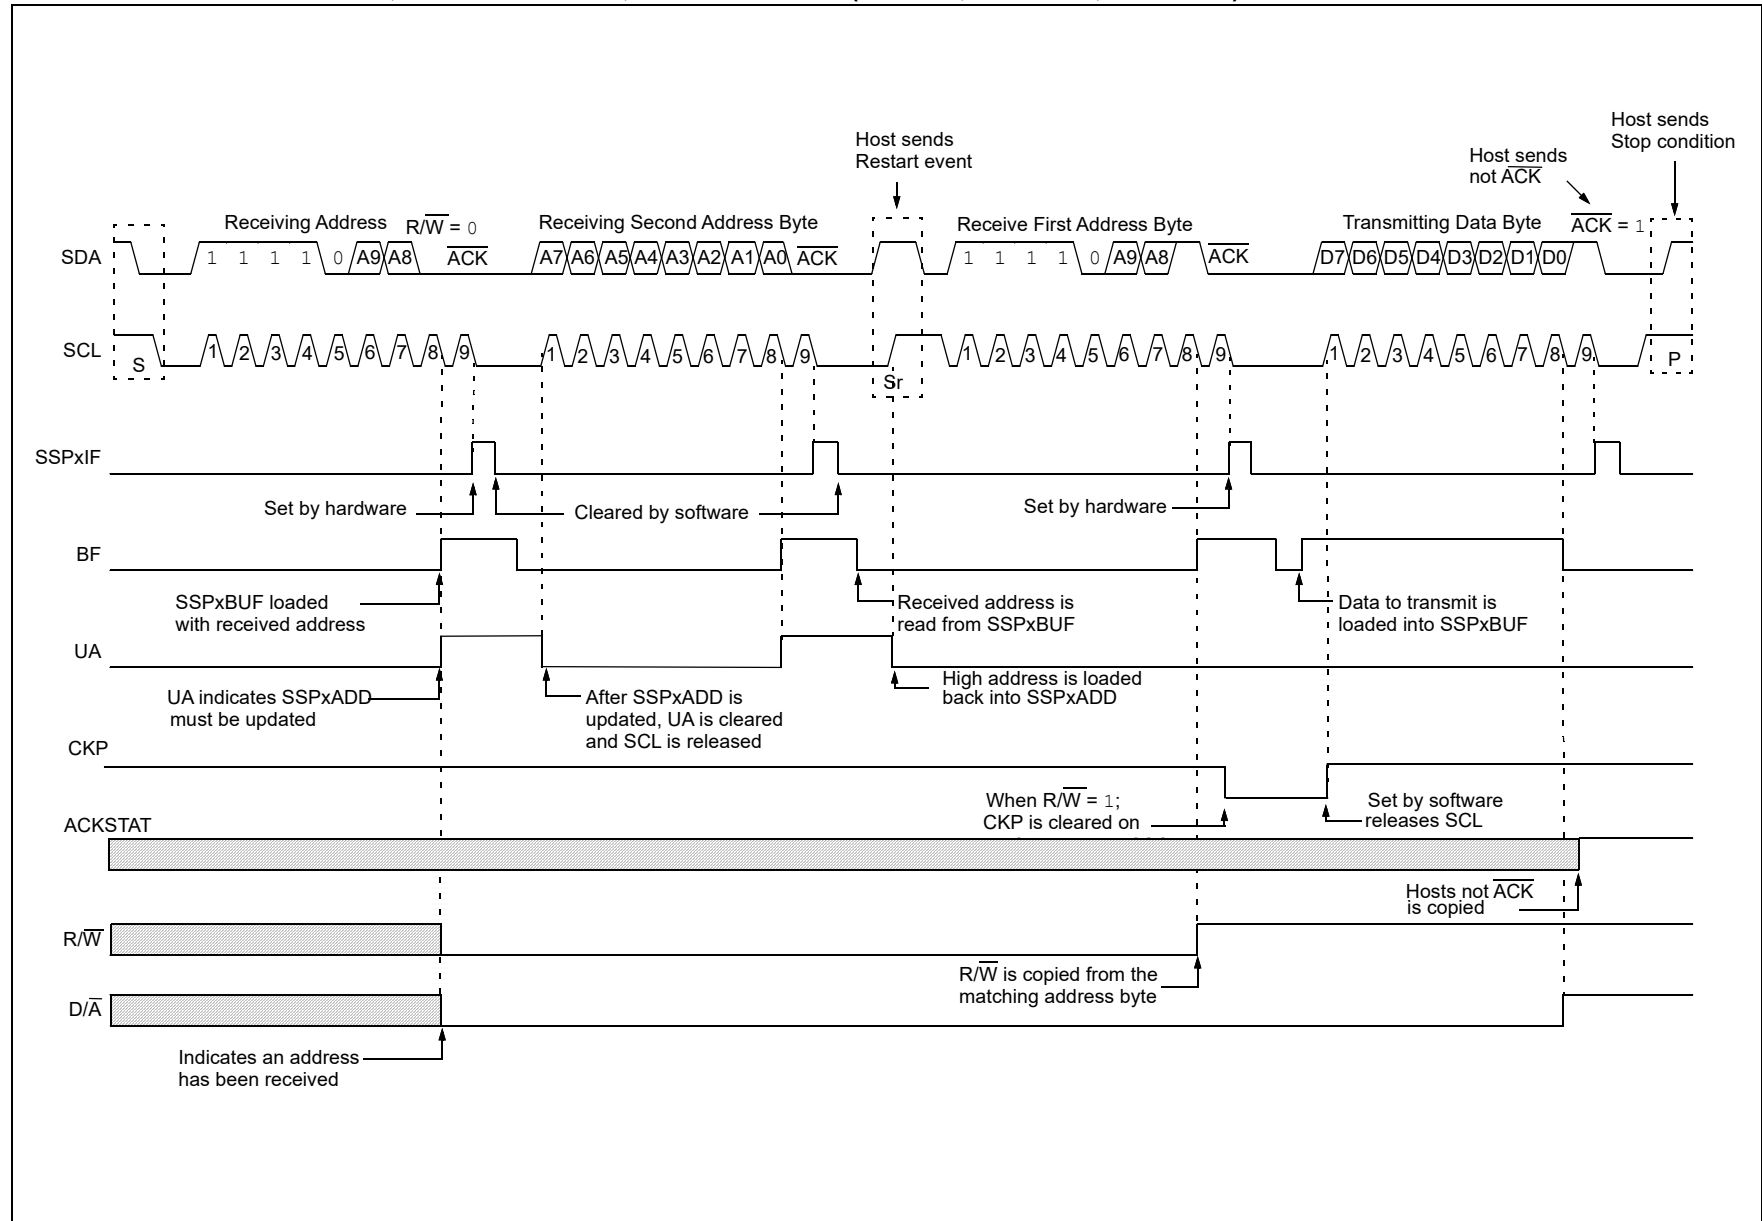 Host sends
Restart event
Host sends
not ACK
Host sends
Stop condition
Receiving Address R/W = 0
Receiving Second Address Byte
Receive First Address Byte
Transmitting Data Byte
ACK = 1
SDA
1 1 1 1 0 A9 A8 ACK
A7 A6 A5 A4 A3 A2 A1 A0 ACK
1 1 1 1 0 A9 A8 ACK
D7 D6 D5 D4 D3 D2 D1 D0
SCL
S
1 2 3 4 5 6 7 8 9
1 2 3 4 5 6 7 8 9
Sr
1 2 3 4 5 6 7 8 9
1 2 3 4 5 6 7 8 9
P
SSPxIF
Set by hardware
Cleared by software
Set by hardware
BF
SSPxBUF loaded
with received address
Received address is
read from SSPxBUF
Data to transmit is
loaded into SSPxBUF
UA
UA indicates SSPxADD
must be updated
After SSPxADD is
updated, UA is cleared
and SCL is released
High address is loaded
back into SSPxADD
CKP
When R/W = 1;
CKP is cleared on
Set by software
releases SCL
ACKSTAT
Hosts not ACK
is copied
R/W
R/W is copied from the
matching address byte
D/A
Indicates an address
has been received